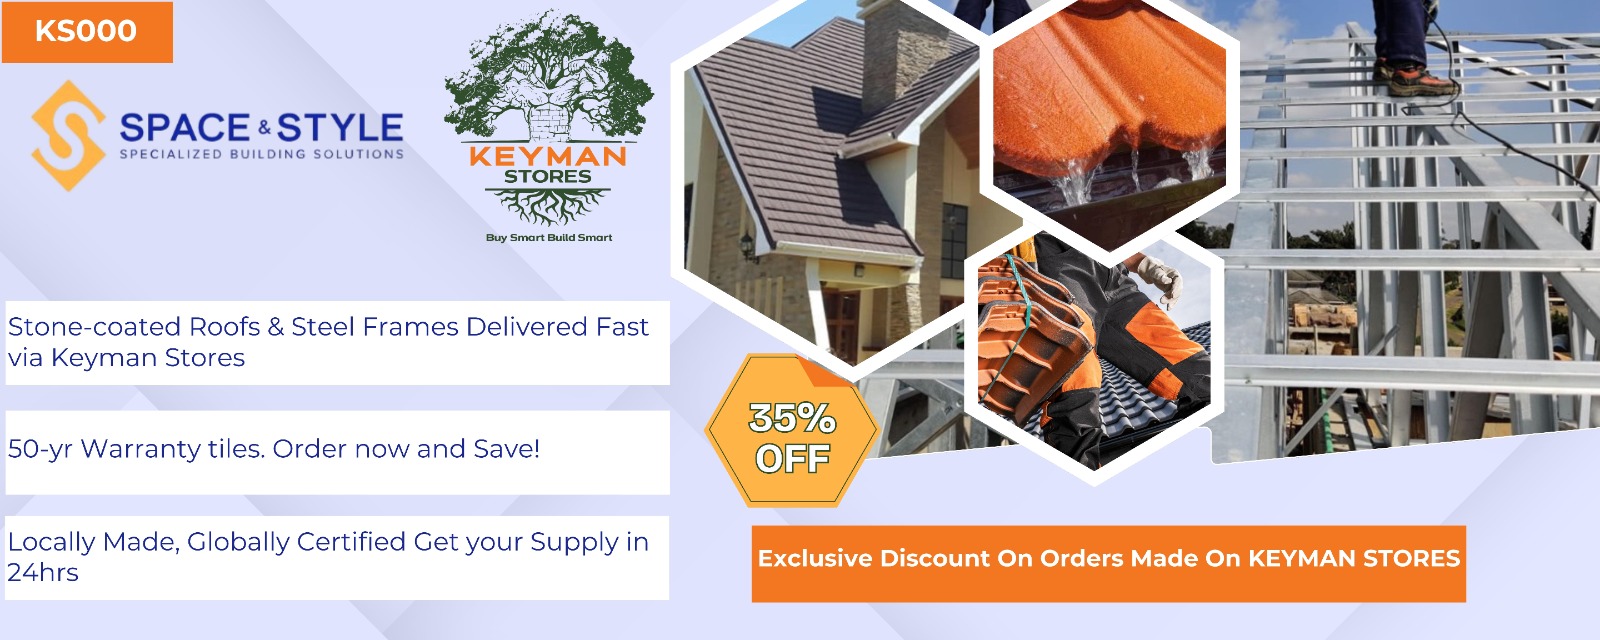 KS000
SPACE & STYLE
SPECIALIZED BUILDING SOLUTIONS
KEYMAN
STORES
Buy Smart Build Smart
Stone-coated Roofs & Steel Frames Delivered Fast
via Keyman Stores
50-yr Warranty tiles. Order now and Save!
Locally Made, Globally Certified Get your Supply in
24hrs
35%
OFF
Exclusive Discount On Orders Made On KEYMAN STORES